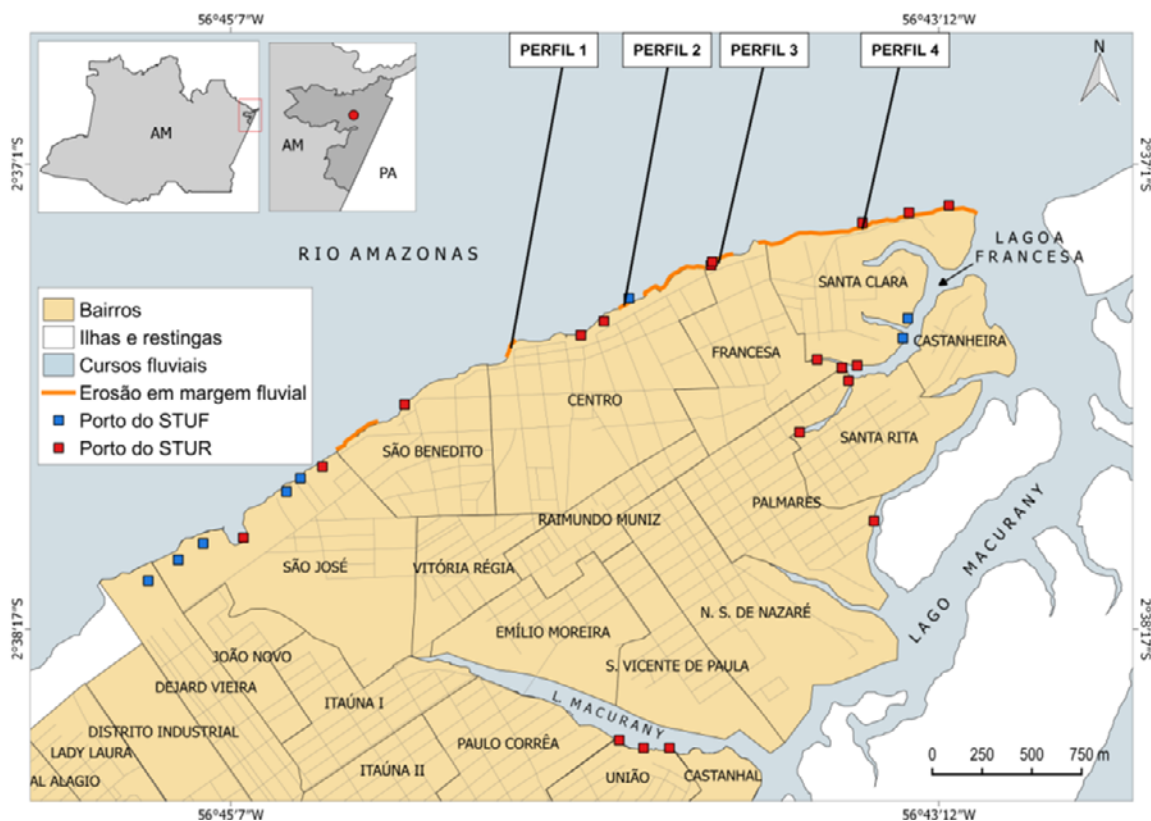 56°45'7"W
56°43'12"W
PERFIL 1
PERFIL 2
PERFIL 3
PERFIL 4
N
AM
AM
PA
2°37'1"S
2°37'1"S
RIO AMAZONAS
LAGOA
FRANCESA
SANTA CLARA
Bairros
Ilhas e restingas
Cursos fluviais
Erosão em margem fluvial
Porto do STUF
Porto do STUR
CASTANHEIRA
FRANCESA
CENTRO
SANTA RITA
SÃO BENEDITO
PALMARES
RAIMUNDO MUNIZ
LAGO MACURANY
SÃO JOSÉ
VITÓRIA RÉGIA
N. S. DE NAZARÉ
EMÍLIO MOREIRA
2°38'17"S
2°38'17"S
JOÃO NOVO
S. VICENTE DE PAULA
DEJARD VIEIRA
ITAÚNA I
L. MACURANY
DISTRITO INDUSTRIAL
PAULO CORRÊA
LADY LAURA
0 250 500 750 m
ITAÚNA II
UNIÃO
CASTANHAL
AL ALAGIO
56°45'7"W
56°43'12"W